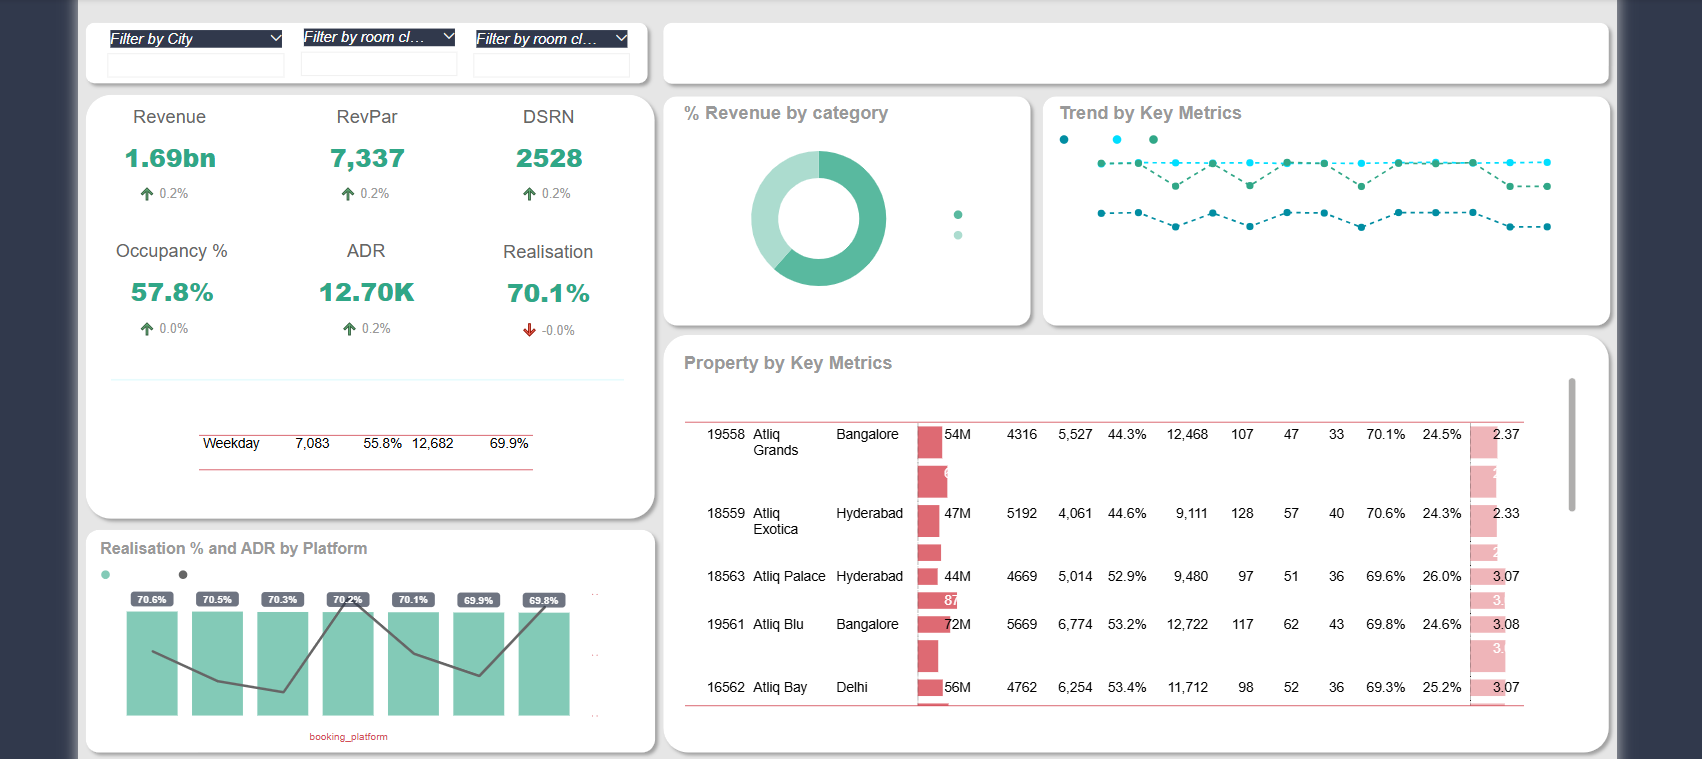 Filter by City
Filter by room cl...
Filter by room cl...
Revenue
RevPar
DSRN
1.69bn
7,337
2528
0.2%
0.2%
0.2%
Occupancy %
ADR
Realisation
57.8%
12.70K
70.1%
0.0%
0.2%
-0.0%
Weekday 7,083 55.8% 12,682 69.9%
Realisation % and ADR by Platform
70.6% 70.5% 70.3% 70.2% 70.1% 69.9% 69.8%
booking_platform
% Revenue by category
Trend by Key Metrics
Property by Key Metrics
19558 Atliq Bangalore 54M 4316 5,527 44.3% 12,468 107 47 33 70.1% 24.5% 2.37
Grands
18559 Atliq Hyderabad 47M 5192 4,061 44.6% 9,111 128 57 40 70.6% 24.3% 2.33
Exotica
18563 Atliq Palace Hyderabad 44M 4669 5,014 52.9% 9,480 97 51 36 69.6% 26.0% 3.07
87
19561 Atliq Blu Bangalore 72M 5669 6,774 53.2% 12,722 117 62 43 69.8% 24.6% 3.08
16562 Atliq Bay Delhi 56M 4762 6,254 53.4% 11,712 98 52 36 69.3% 25.2% 3.07